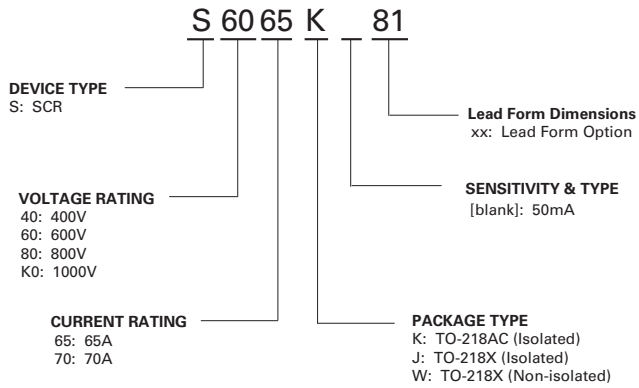 S 60 65 K 81
DEVICE TYPE
S: SCR
Lead Form Dimensions
xx: Lead Form Option
VOLTAGE RATING
40: 400V
60: 600V
80: 800V
K0: 1000V
SENSITIVITY & TYPE
[blank]: 50mA
CURRENT RATING
65: 65A
70: 70A
PACKAGE TYPE
K: TO-218AC (Isolated)
J: TO-218X (Isolated)
W: TO-218X (Non-isolated)